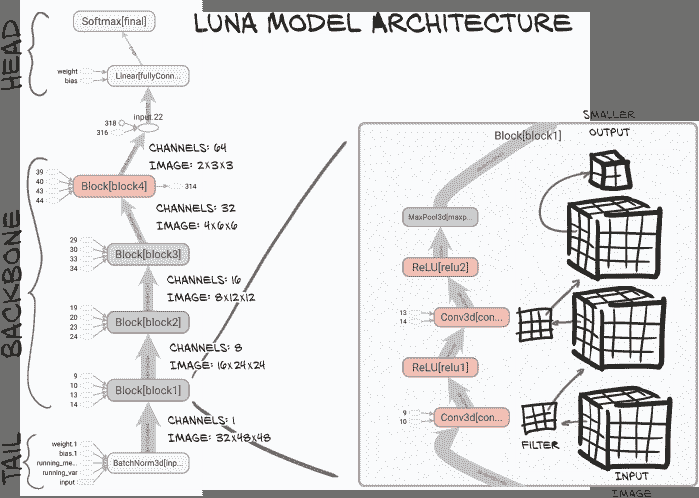 LUNA MODEL ARCHITECTURE
HEAD
Softmax[final]
weight
bias
Linear[fullyConn...
input.22
318
316
CHANNELS: 64
IMAGE: 2x3x3
BACKBONE
39
40
43
44
Block[block4]
314
CHANNELS: 32
IMAGE: 4x6x6
29
30
33
34
Block[block3]
CHANNELS: 16
IMAGE: 8x12x12
19
20
23
24
Block[block2]
CHANNELS: 8
IMAGE: 16x24x24
9
10
13
14
Block[block1]
CHANNELS: 1
IMAGE: 32x48x48
TAIL
weight.1
bias.1
running_me...
running_var
input
BatchNorm3d[inp...
SMALLER
OUTPUT
Block[block1]
MaxPool3d[maxp...
ReLU[relu2]
13
14
Conv3d[con...
ReLU[relu1]
9
10
Conv3d[con...
FILTER
INPUT
IMAGE